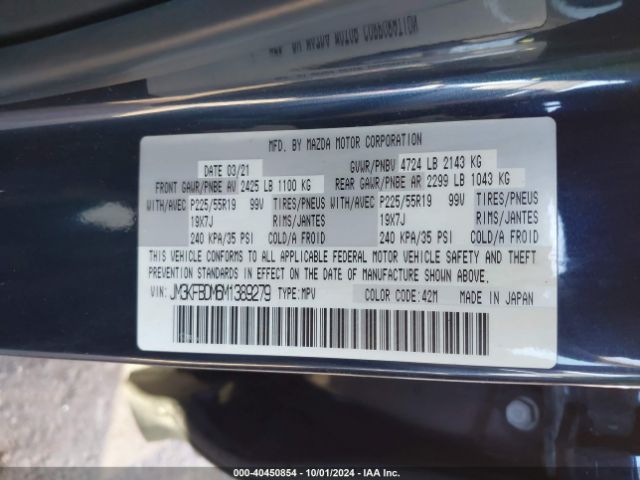 MFD. BY MAZDA MOTOR CORPORATION
DATE 03/21 GVWR/PNBV 4724 LB 2143 KG
FRONT GAWR/PNBE AV 2425 LB 1100 KG REAR GAWR/PNBE AR 2299 LB 1043 KG
WITH/AVEC P225/55R19 99V TIRES/PNEUS WITH/AVEC P225/55R19 99V TIRES/PNEUS
19X7J RIMS/JANTES 19X7J RIMS/JANTES
240 KPA/35 PSI COLD/A FROID 240 KPA/35 PSI COLD/A FROID
THIS VEHICLE CONFORMS TO ALL APPLICABLE FEDERAL MOTOR VEHICLE SAFETY AND THEFT
PREVENTION STANDARDS IN EFFECT ON THE DATE OF MANUFACTURE SHOWN ABOVE.
VIN: JM3KFBDM6M1389279 TYPE: MPV COLOR CODE: 42M MADE IN JAPAN
000-40450854 - 10/01/2024 - IAA Inc.